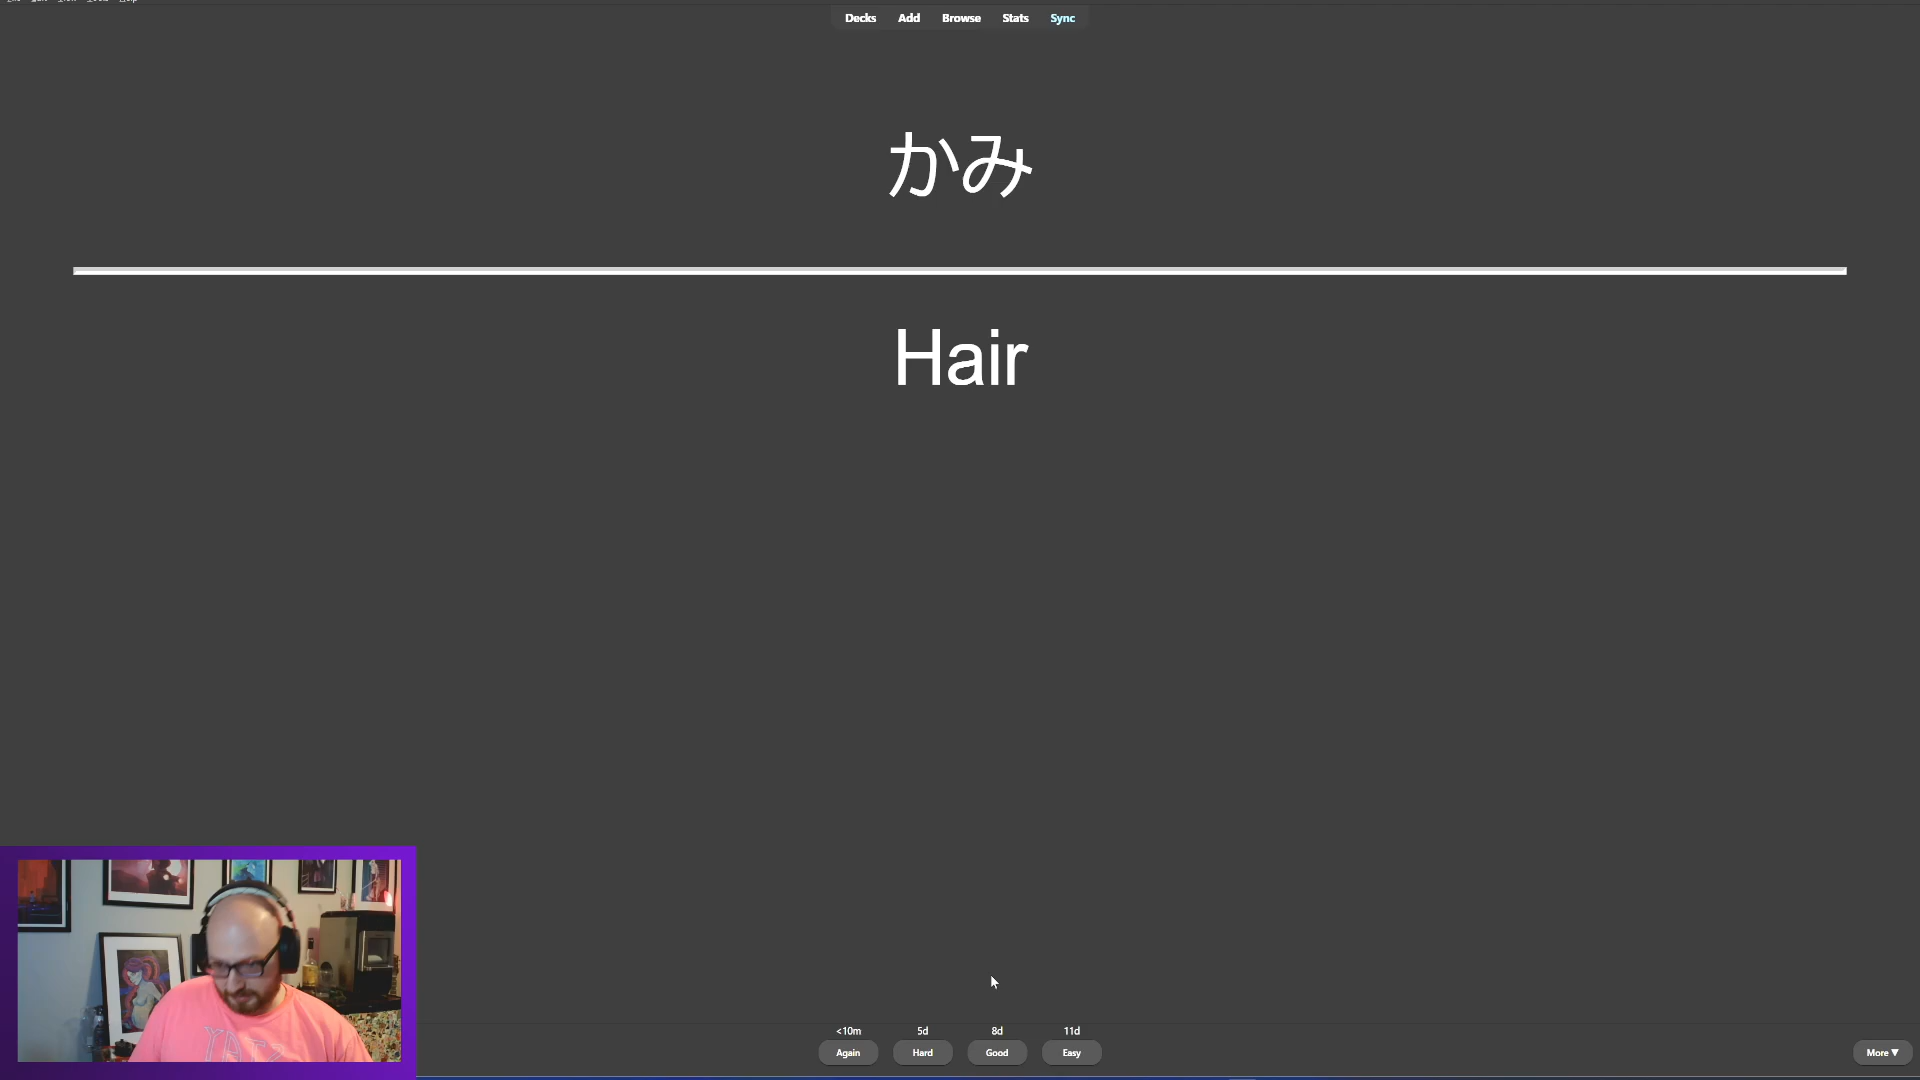 Decks Add Browse Stats Sync
かみ
Hair
<10m 5d 8d 11d
Again Hard Good Easy
More ▼